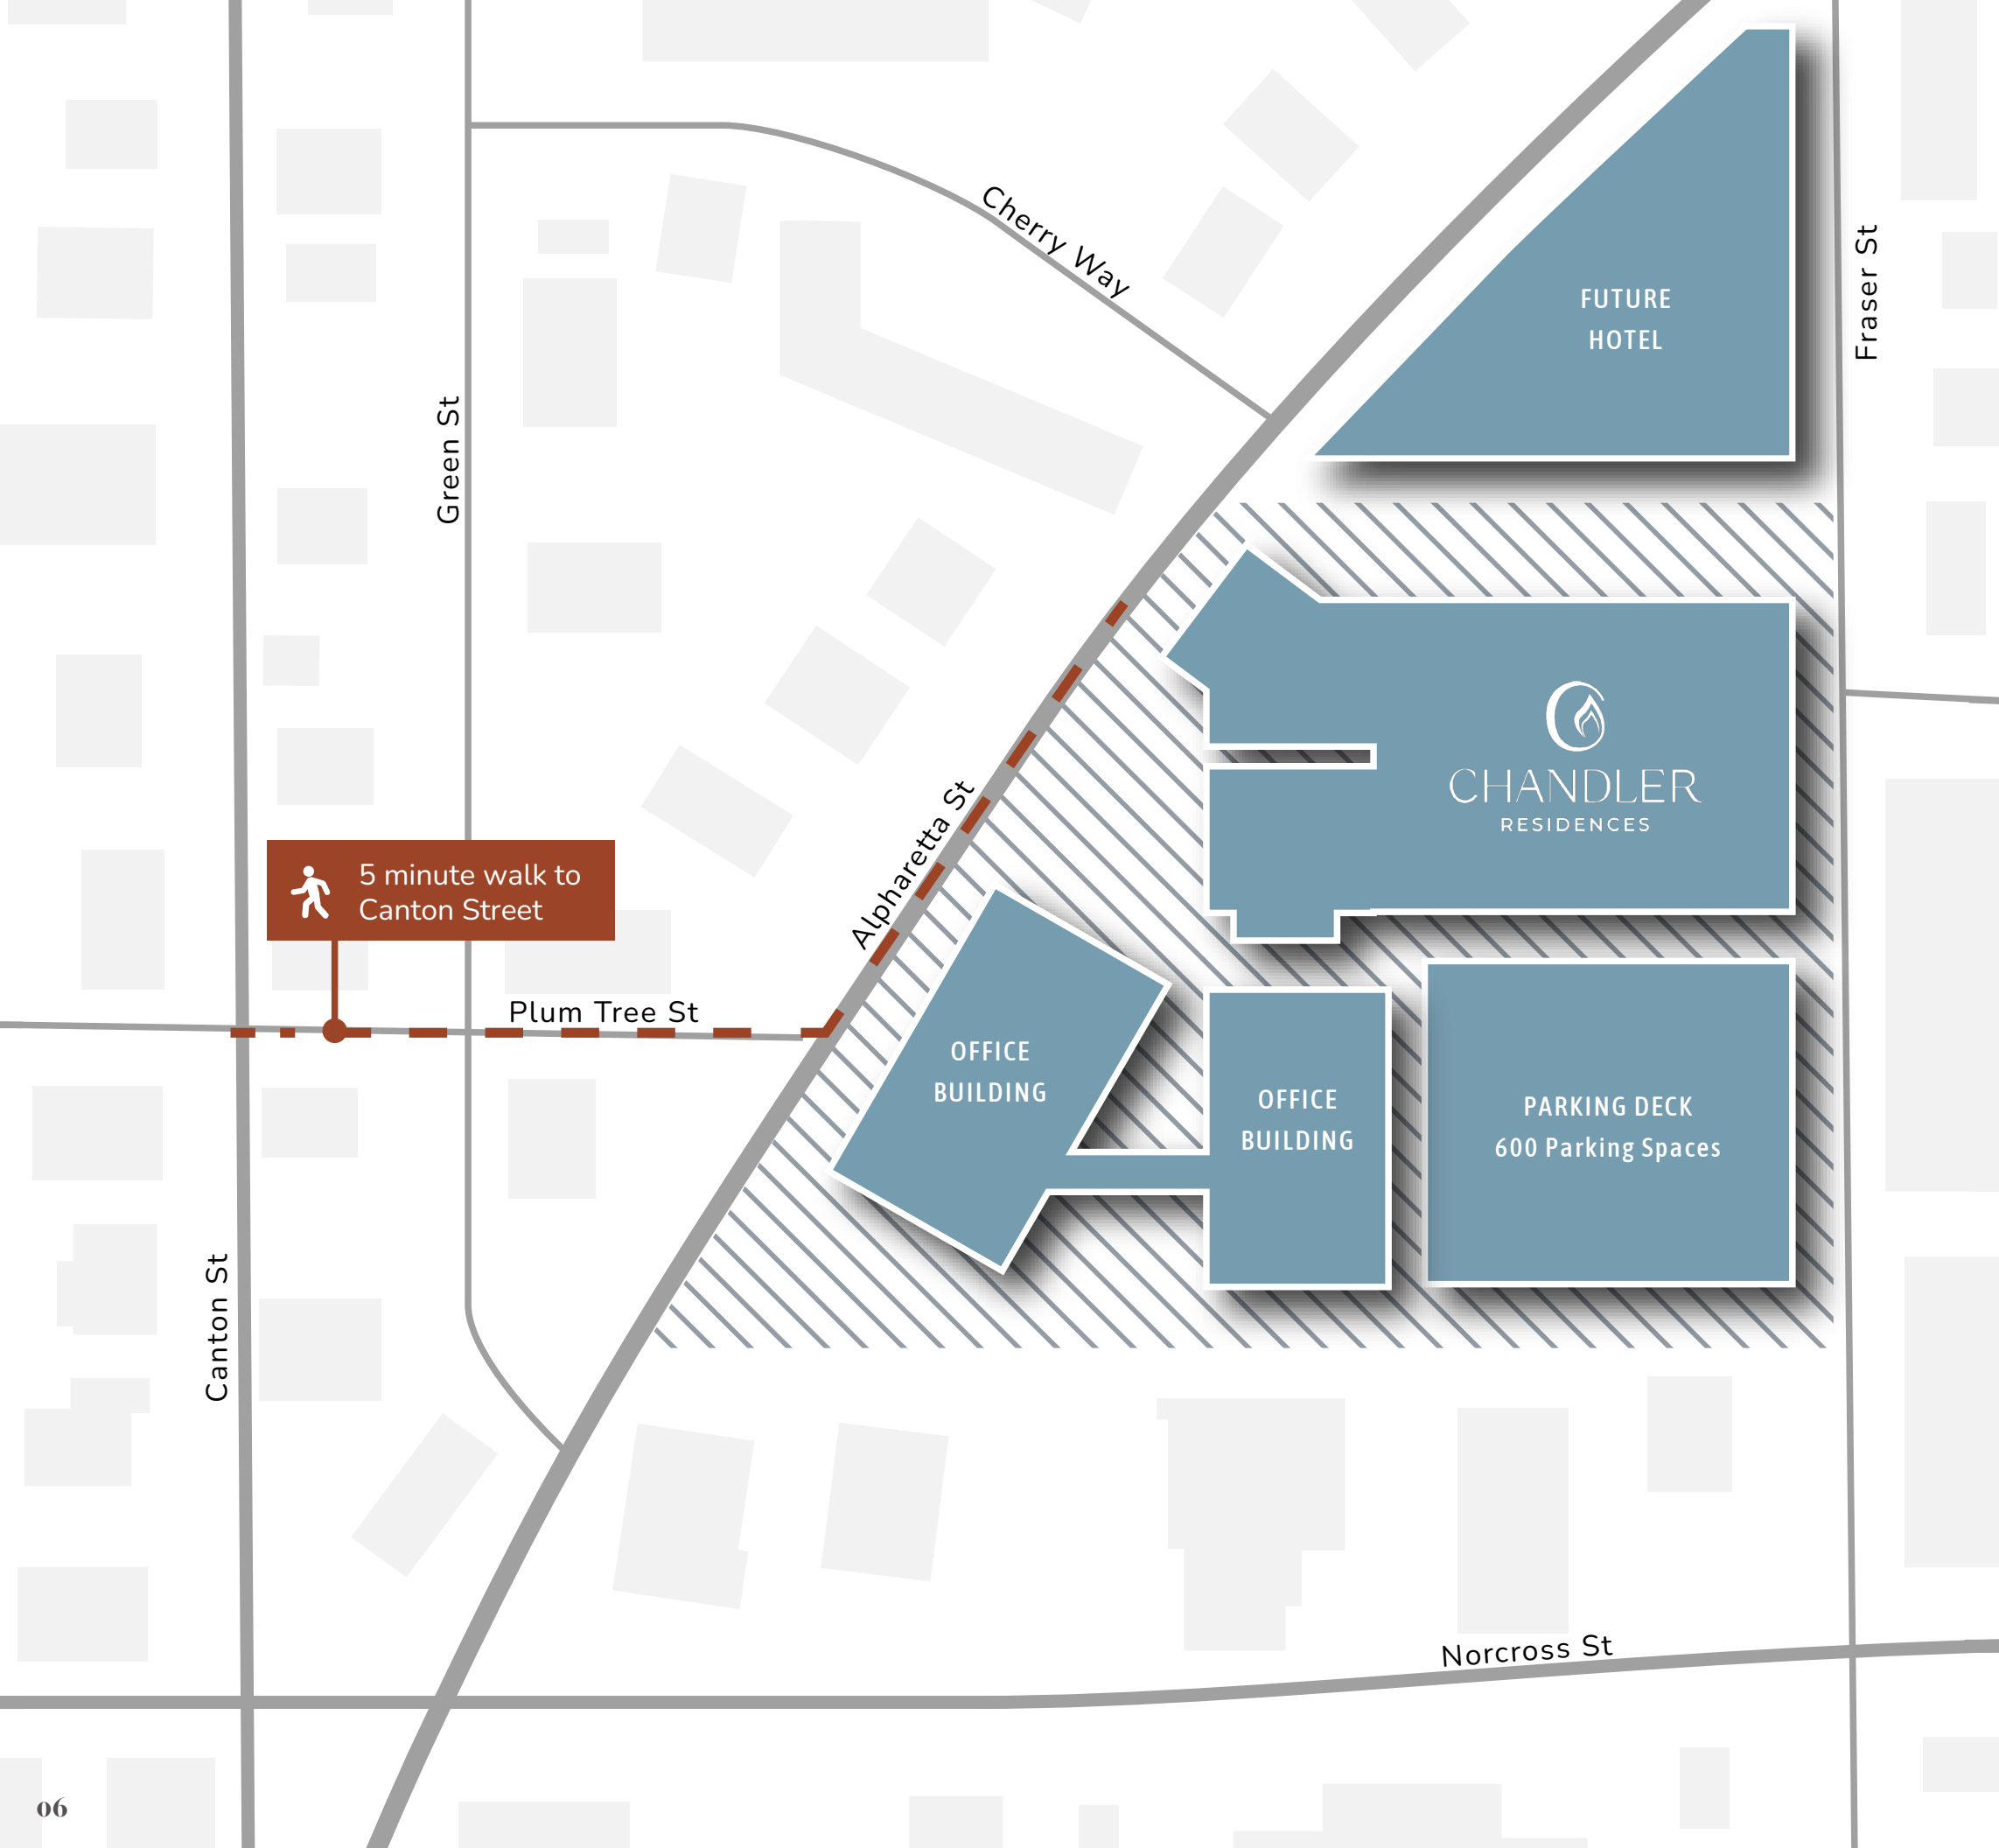 Cherry Way
Fraser St
FUTURE
HOTEL
Green St
CHANDLER
RESIDENCES
Alpharetta St
5 minute walk to
Canton Street
Plum Tree St
OFFICE
BUILDING
OFFICE
BUILDING
PARKING DECK
600 Parking Spaces
Canton St
Norcross St
06